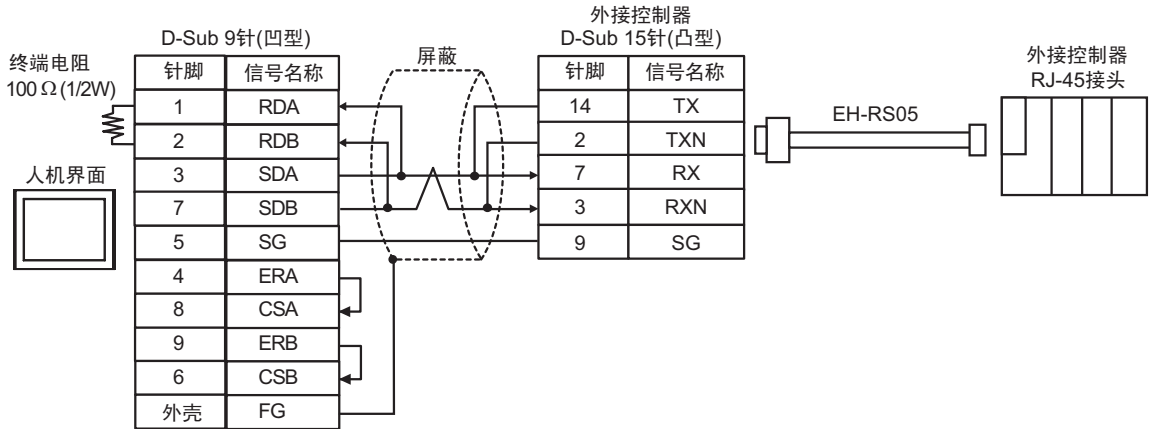 终端电阻
100 Ω (1/2W)
人机界面
D-Sub 9针(凹型)
针脚 信号名称
1 RDA
2 RDB
3 SDA
7 SDB
5 SG
4 ERA
8 CSA
9 ERB
6 CSB
外壳 FG
屏蔽
外接控制器
D-Sub 15针(凸型)
针脚 信号名称
14 TX
2 TXN
7 RX
3 RXN
9 SG
EH-RS05
外接控制器
RJ-45接头